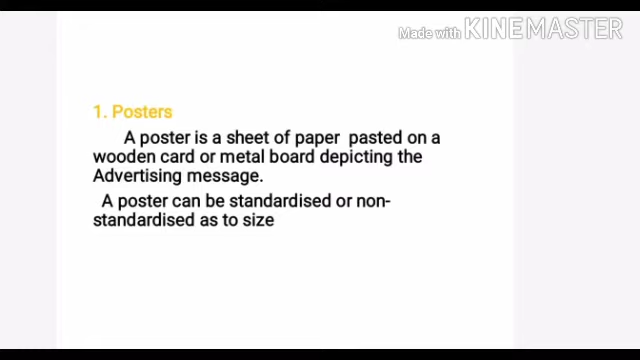 Made with KINEMASTER
1. Posters
A poster is a sheet of paper pasted on a
wooden card or metal board depicting the
Advertising message.
A poster can be standardised or non-
standardised as to size